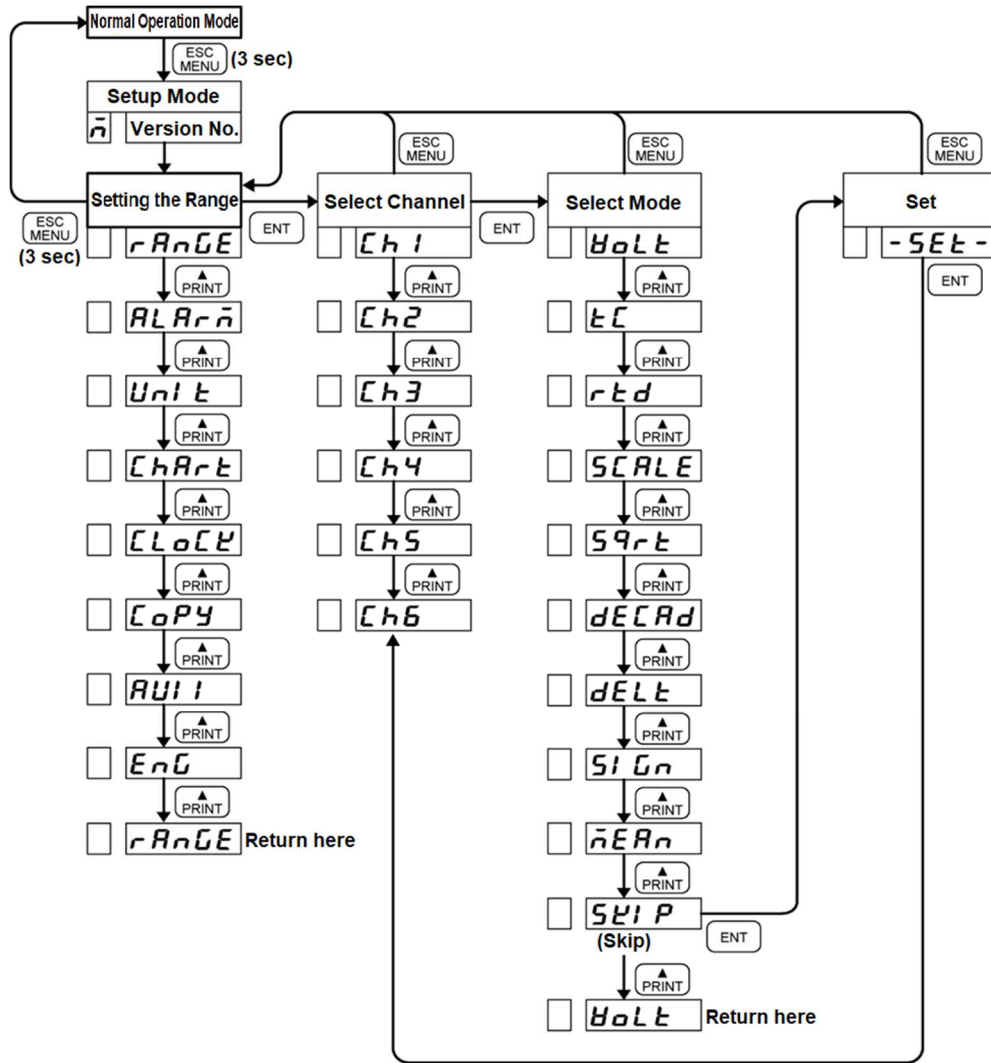 Normal Operation Mode
ESC MENU (3 sec)
Setup Mode
n̄ Version No.
ESC MENU
ESC MENU
ESC MENU
Setting the Range
Select Channel
Select Mode
Set
ESC MENU
(3 sec)
ENT
ENT
ENT
rAnGE
Ch1
VoLt
-SEt-
▲ PRINT
▲ PRINT
▲ PRINT
ALArn̄
Ch2
tC
▲ PRINT
▲ PRINT
▲ PRINT
UnIt
Ch3
rtd
▲ PRINT
▲ PRINT
▲ PRINT
ChArt
Ch4
SCALE
▲ PRINT
▲ PRINT
▲ PRINT
CLoCK
Ch5
Sqrt
▲ PRINT
▲ PRINT
▲ PRINT
CoPY
Ch6
dECAd
▲ PRINT
▲ PRINT
AUI1
dELt
▲ PRINT
▲ PRINT
EnG
SIGn
▲ PRINT
▲ PRINT
rAnGE Return here
n̄EAn
▲ PRINT
SKIP
(Skip)
ENT
▲ PRINT
VoLt Return here